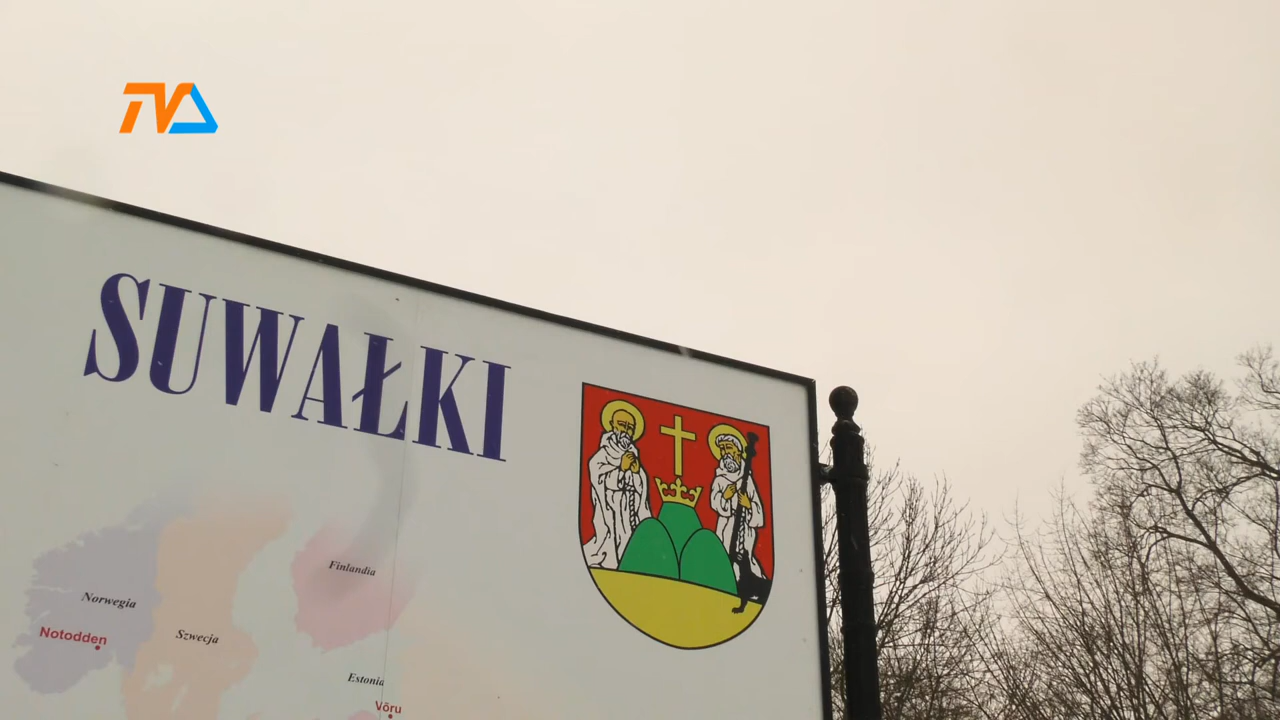 TVA
SUWAŁKI
Finlandia
Norwegia
Notodden
Szwecja
Estonia
Võru